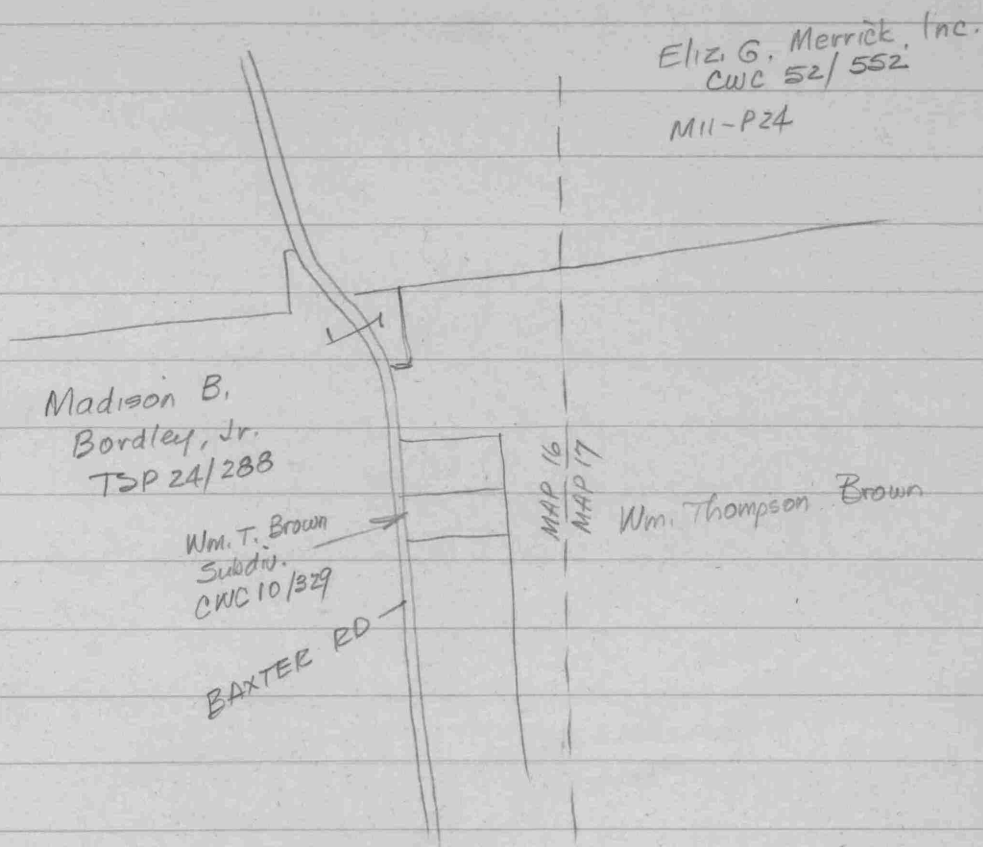 Eliz. G. Merrick, Inc.
CWC 52/552
M11-P24
Madison B.
Bordley, Jr.
TSP 24/288
Wm. T. Brown
Subdiv.
CWC 10/329
BAXTER RD
MAP 16
MAP 17
Wm. Thompson Brown